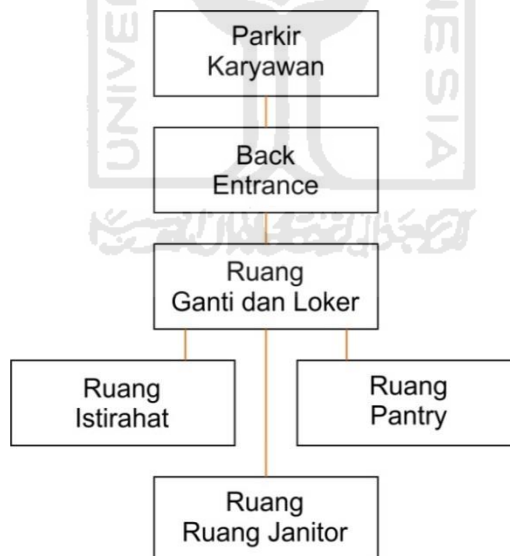 Parkir
Karyawan
Back
Entrance
Ruang
Ganti dan Loker
Ruang
Istirahat
Ruang
Pantry
Ruang
Ruang Janitor